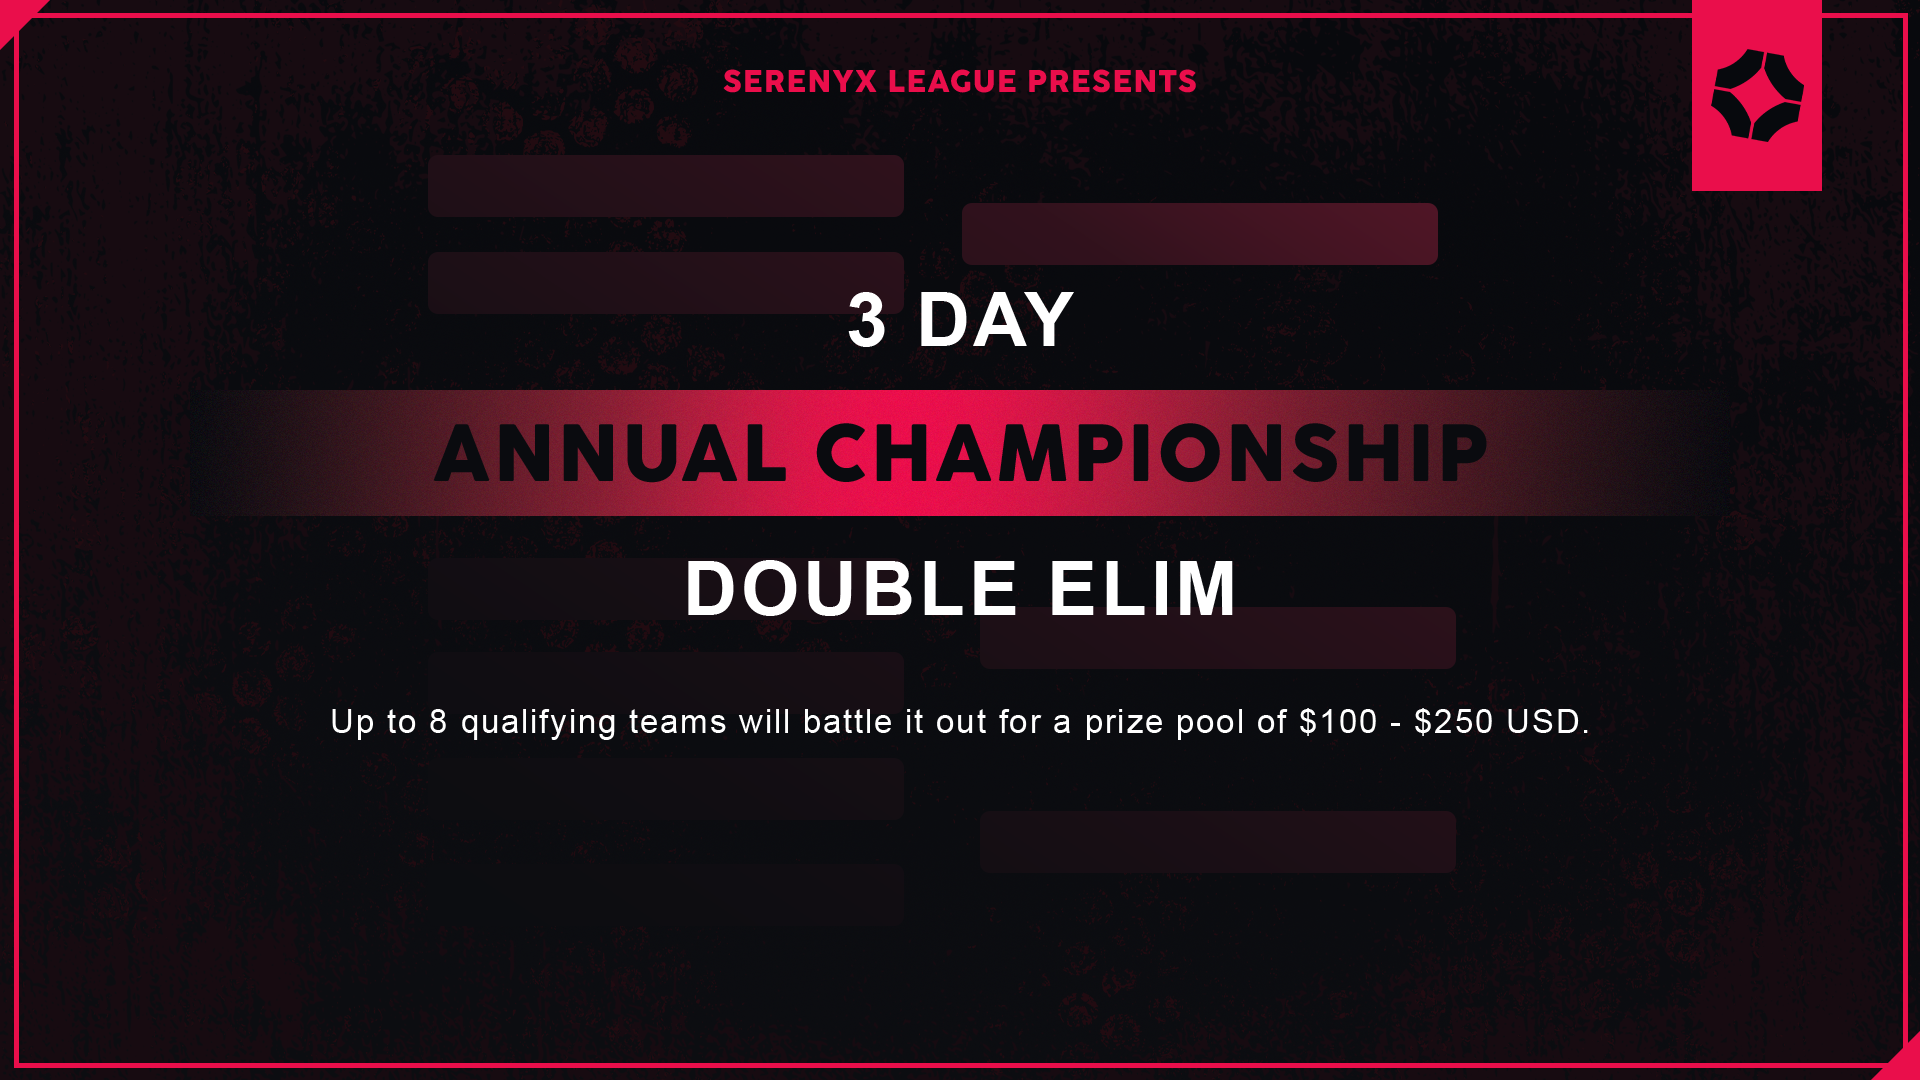 SERENYX LEAGUE PRESENTS
3 DAY
ANNUAL CHAMPIONSHIP
DOUBLE ELIM
Up to 8 qualifying teams will battle it out for a prize pool of $100 - $250 USD.